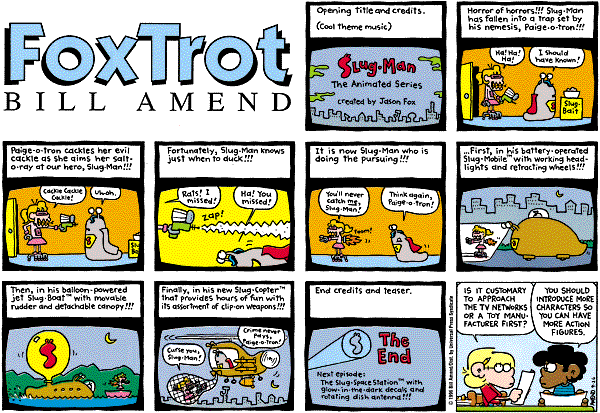 FoxTrot
BILL AMEND
Opening title and credits.
(Cool theme music)
Slug-Man
The Animated Series
created by Jason Fox
Horror of horrors!!! Slug-Man
has fallen into a trap set by
his nemesis, Paige-o-tron!!!
Ha! Ha!
Ha!
I should
have known!
Slug-
Bait
Paige-o-tron cackles her evil
cackle as she aims her salt-
o-ray at our hero, Slug-Man!!!
Cackle Cackle
Cackle!
Uh-oh.
Fortunately, Slug-Man knows
just when to duck!!!
Rats! I
missed!
Ha! You
missed!
Zap!
It is now Slug-Man who is
doing the pursuing!!!
You'll never
catch me,
Slug-Man!
Think again,
Paige-o-tron!
Zoom!
...First, in his battery-operated
Slug-Mobile™ with working head-
lights and retracting wheels!!!
Then, in his balloon-powered
jet Slug-Boat™ with movable
rudder and detachable canopy!!!
Finally, in his new Slug-Copter™
that provides hours of fun with
its assortment of clip-on weapons!!!
Crime never
pays,
Paige-o-tron!
Curse you,
Slug-Man!
End credits and teaser.
The
End
Next episode:
The Slug-Space Station™ with
glow-in-the-dark decals and
rotating dish antenna!!!
IS IT CUSTOMARY
TO APPROACH
THE TV NETWORKS
OR A TOY MANU-
FACTURER FIRST?
YOU SHOULD
INTRODUCE MORE
CHARACTERS SO
YOU CAN HAVE
MORE ACTION
FIGURES.